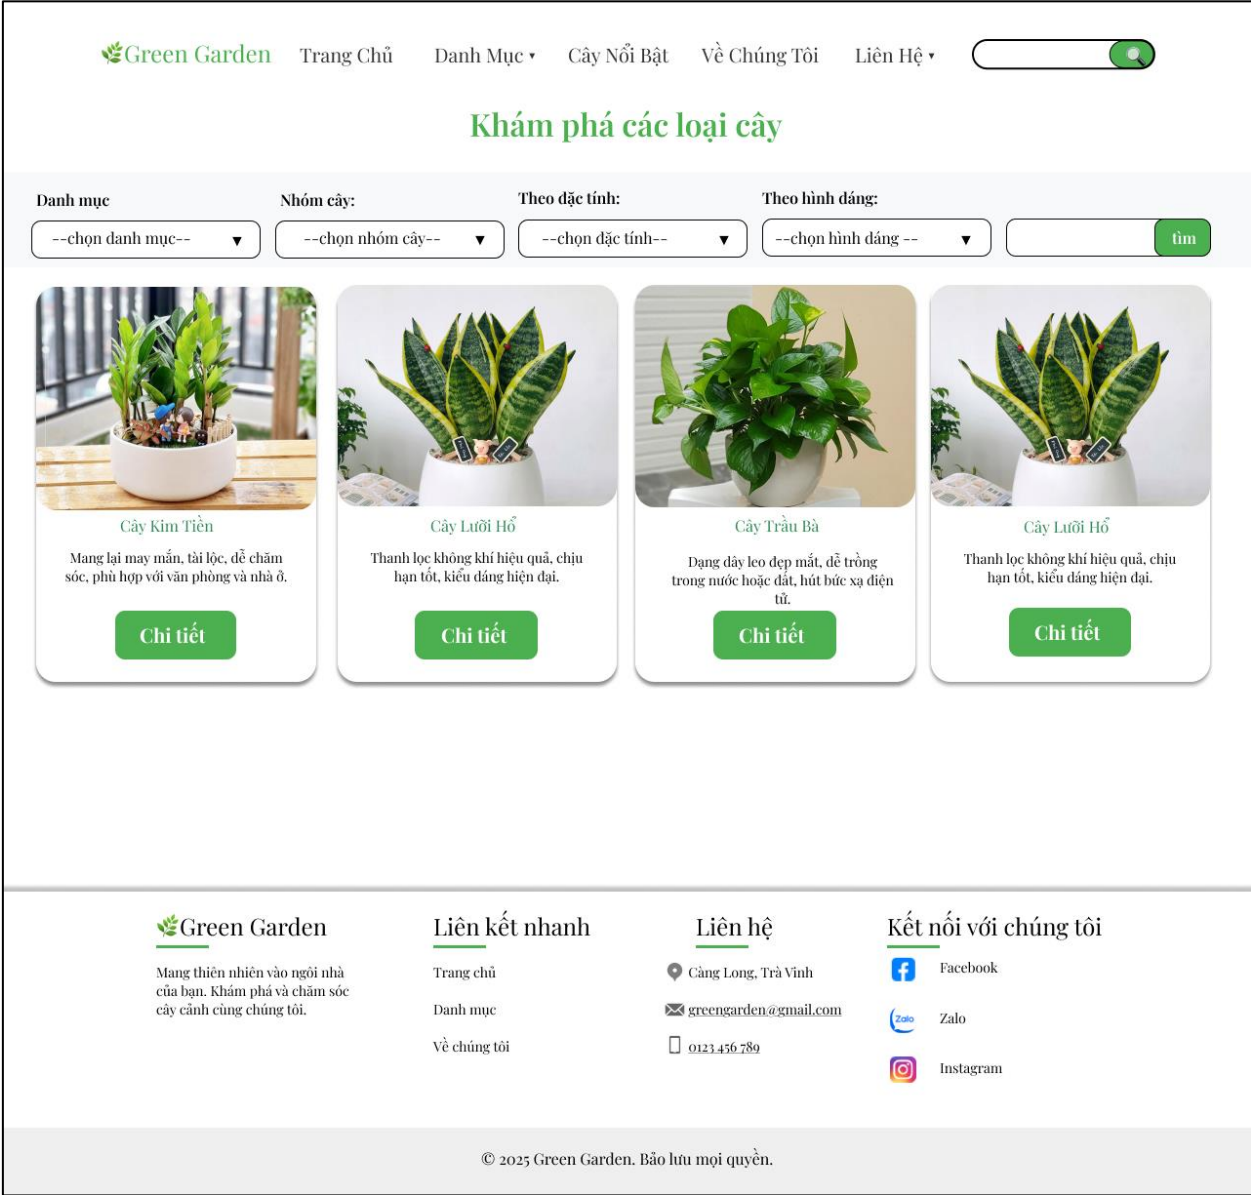 🌿Green Garden Trang Chủ Danh Mục ▾ Cây Nổi Bật Về Chúng Tôi Liên Hệ ▾
Khám phá các loại cây
Danh mục Nhóm cây: Theo đặc tính: Theo hình dáng:
--chọn danh mục-- ▼ --chọn nhóm cây-- ▼ --chọn đặc tính-- ▼ --chọn hình dáng -- ▼ tìm
Cây Kim Tiền
Mang lại may mắn, tài lộc, dễ chăm
sóc, phù hợp với văn phòng và nhà ở.
Chi tiết
Cây Lưỡi Hổ
Thanh lọc không khí hiệu quả, chịu
hạn tốt, kiểu dáng hiện đại.
Chi tiết
Cây Trầu Bà
Dạng dây leo đẹp mắt, dễ trồng
trong nước hoặc đất, hút bức xạ điện
tử.
Chi tiết
Cây Lưỡi Hổ
Thanh lọc không khí hiệu quả, chịu
hạn tốt, kiểu dáng hiện đại.
Chi tiết
🌿Green Garden
Mang thiên nhiên vào ngôi nhà
của bạn. Khám phá và chăm sóc
cây cảnh cùng chúng tôi.
Liên kết nhanh
Trang chủ
Danh mục
Về chúng tôi
Liên hệ
Càng Long, Trà Vinh
greengarden@gmail.com
0123 456 789
Kết nối với chúng tôi
Facebook
Zalo Zalo
Instagram
© 2025 Green Garden. Bảo lưu mọi quyền.